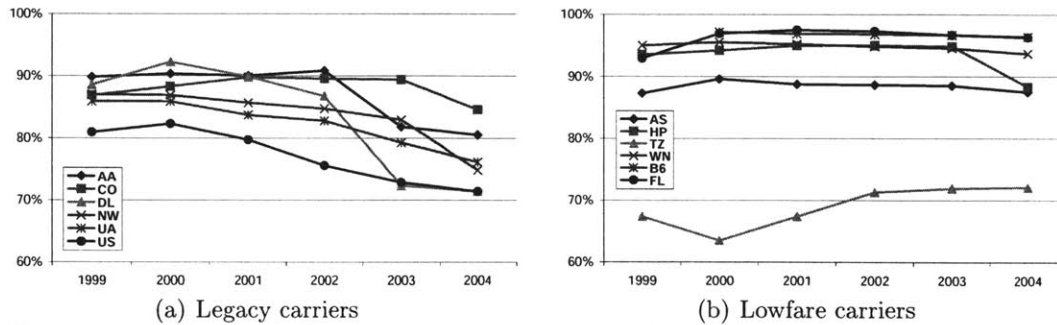 100%
90%
80%
70%
60%
AA
CO
DL
NW
UA
US
1999 2000 2001 2002 2003 2004
(a) Legacy carriers
100%
90%
80%
70%
60%
AS
HP
TZ
WN
B6
FL
1999 2000 2001 2002 2003 2004
(b) Lowfare carriers